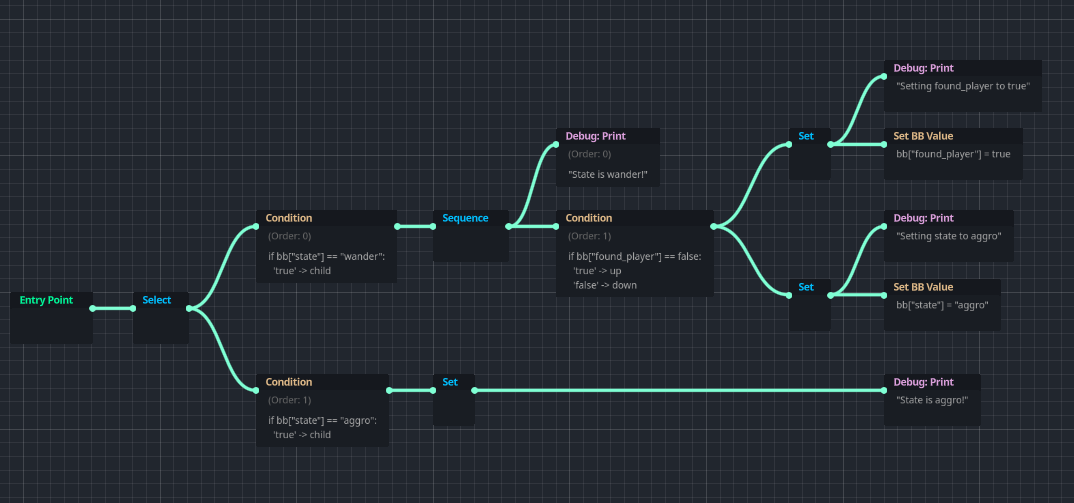 Debug: Print
"Setting found_player to true"
Debug: Print
(Order: 0)
"State is wander!"
Set
Set BB Value
bb["found_player"] = true
Condition
(Order: 0)
if bb["state"] == "wander":
'true' -> child
Sequence
Condition
(Order: 1)
if bb["found_player"] == false:
'true' -> up
'false' -> down
Debug: Print
"Setting state to aggro"
Entry Point
Select
Set
Set BB Value
bb["state"] = "aggro"
Condition
(Order: 1)
if bb["state"] == "aggro":
'true' -> child
Set
Debug: Print
"State is aggro!"